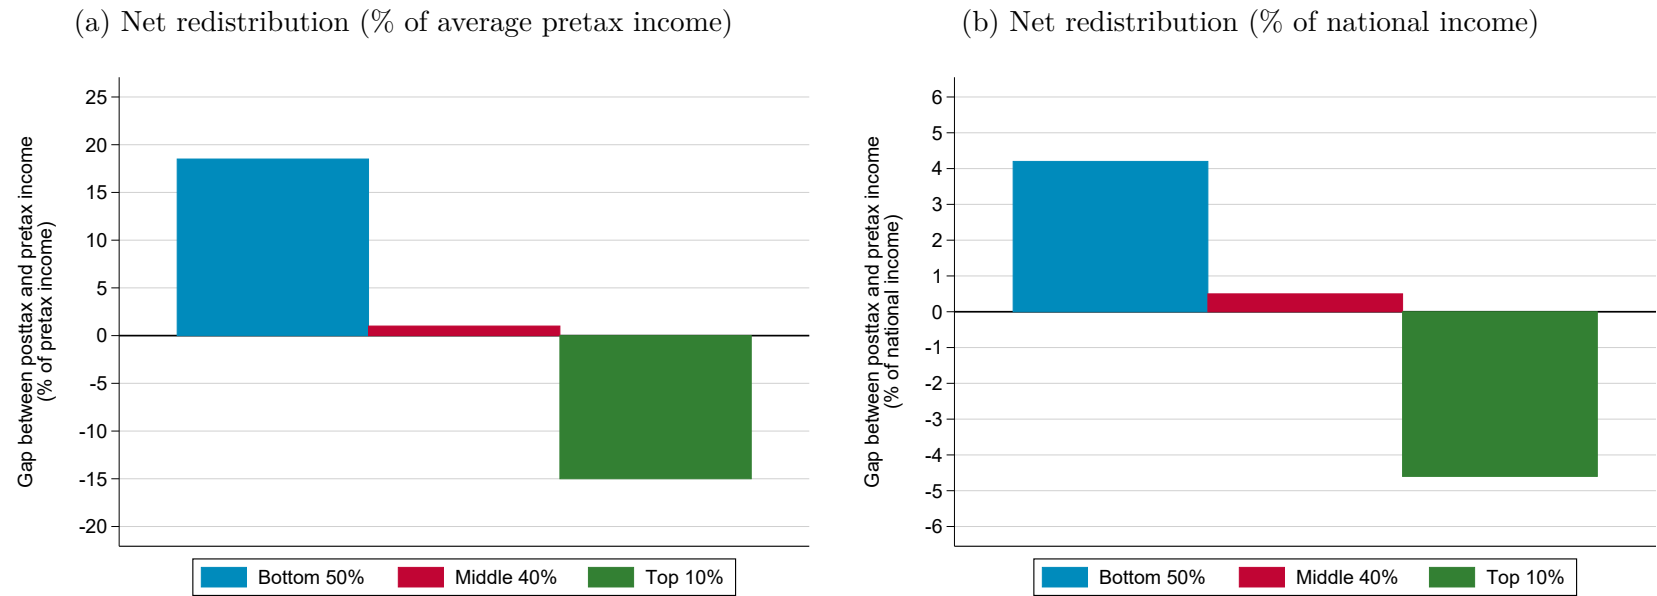 (a) Net redistribution (% of average pretax income)
25
20
15
10
5
0
-5
-10
-15
-20
Gap between posttax and pretax income
(% of pretax income)
Bottom 50%
Middle 40%
Top 10%
(b) Net redistribution (% of national income)
6
5
4
3
2
1
0
-1
-2
-3
-4
-5
-6
Gap between posttax and pretax income
(% of national income)
Bottom 50%
Middle 40%
Top 10%